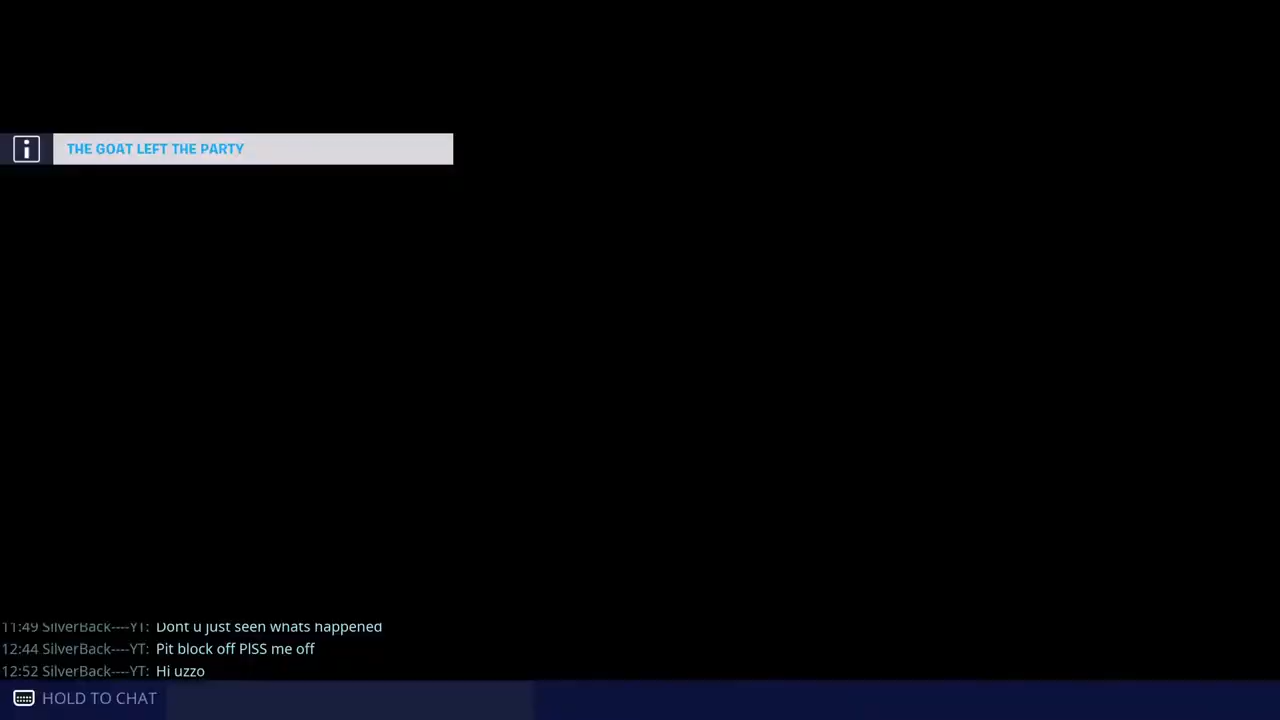 THE GOAT LEFT THE PARTY
11:49 SilverBack----YT: Dont u just seen whats happened
12:44 SilverBack----YT: Pit block off PISS me off
12:52 SilverBack----YT: Hi uzzo
HOLD TO CHAT